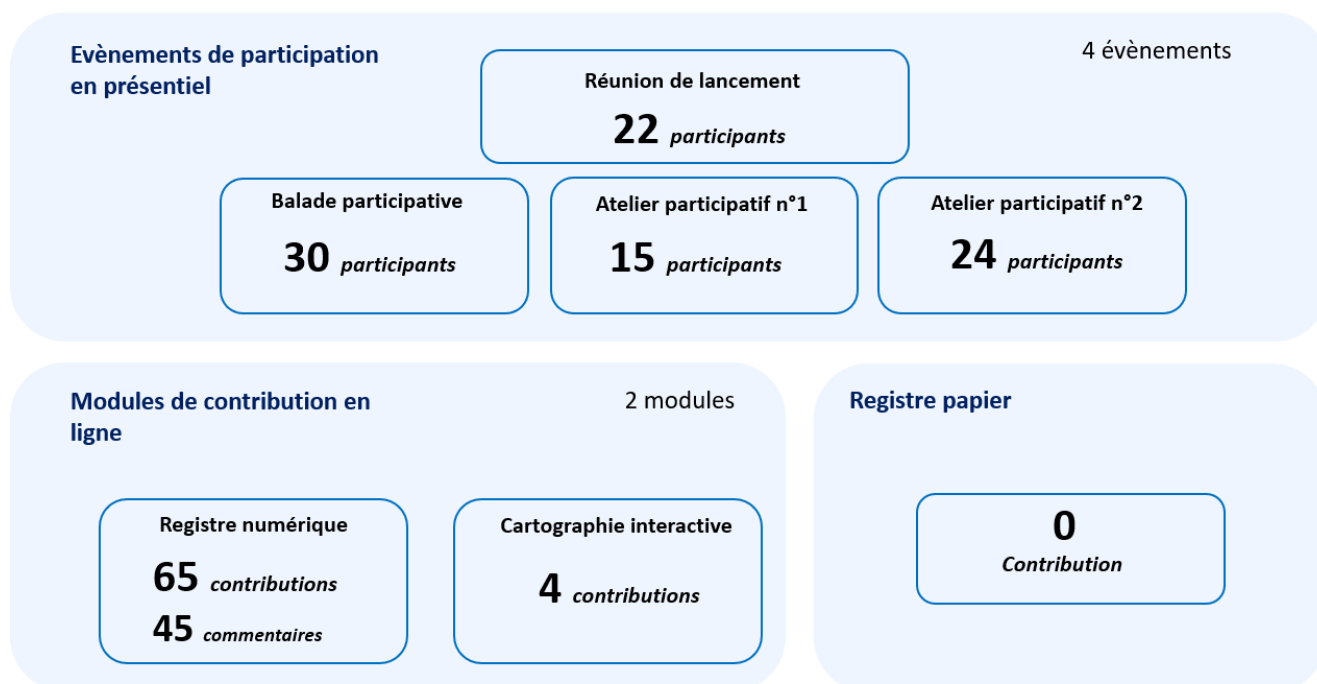 Evènements de participation
en présentiel
4 évènements
Réunion de lancement
22 participants
Balade participative
30 participants
Atelier participatif n°1
15 participants
Atelier participatif n°2
24 participants
Modules de contribution en
ligne
2 modules
Registre numérique
65 contributions
45 commentaires
Cartographie interactive
4 contributions
Registre papier
0
Contribution